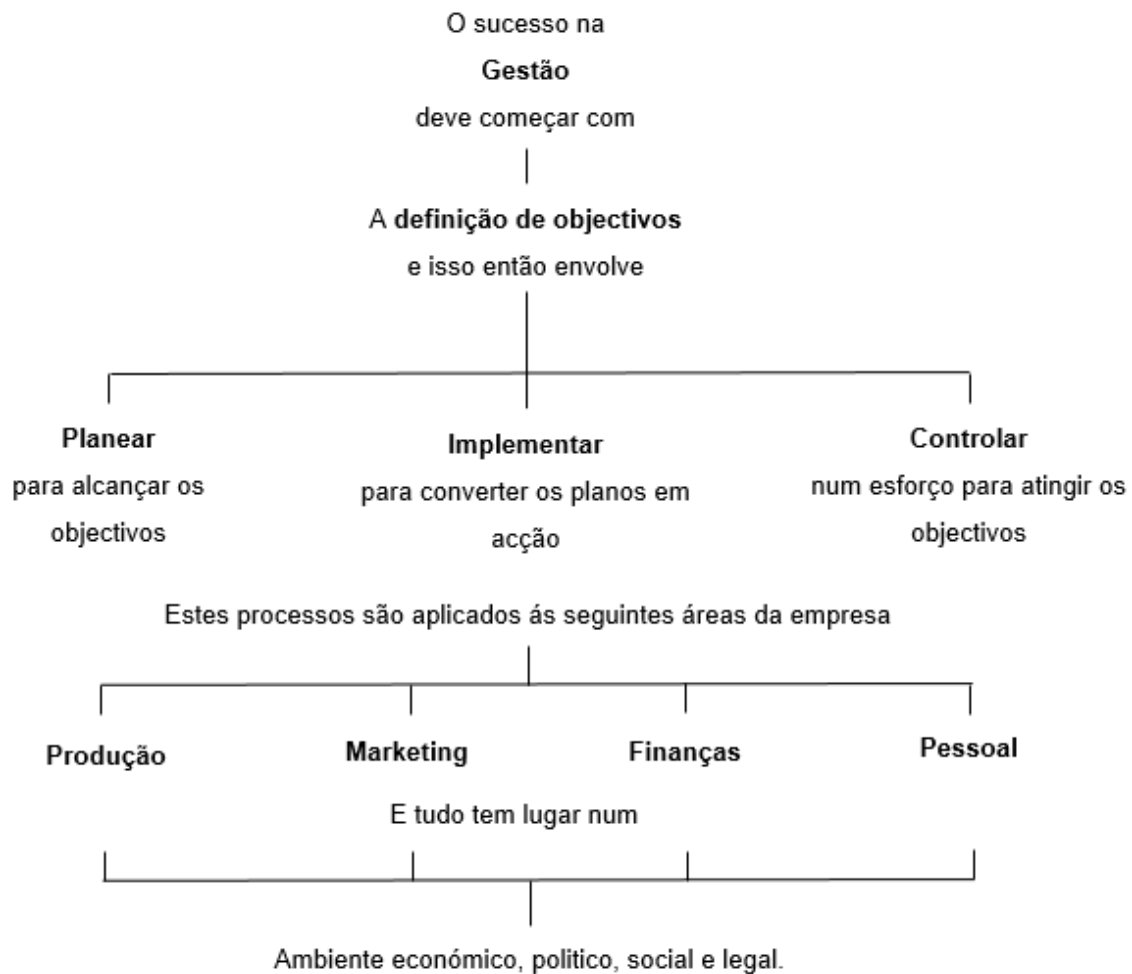 O sucesso na
Gestão
deve começar com
A definição de objectivos
e isso então envolve
Planear
para alcançar os
objectivos
Implementar
para converter os planos em
acção
Controlar
num esforço para atingir os
objectivos
Estes processos são aplicados ás seguintes áreas da empresa
Produção
Marketing
Finanças
Pessoal
E tudo tem lugar num
Ambiente económico, politico, social e legal.